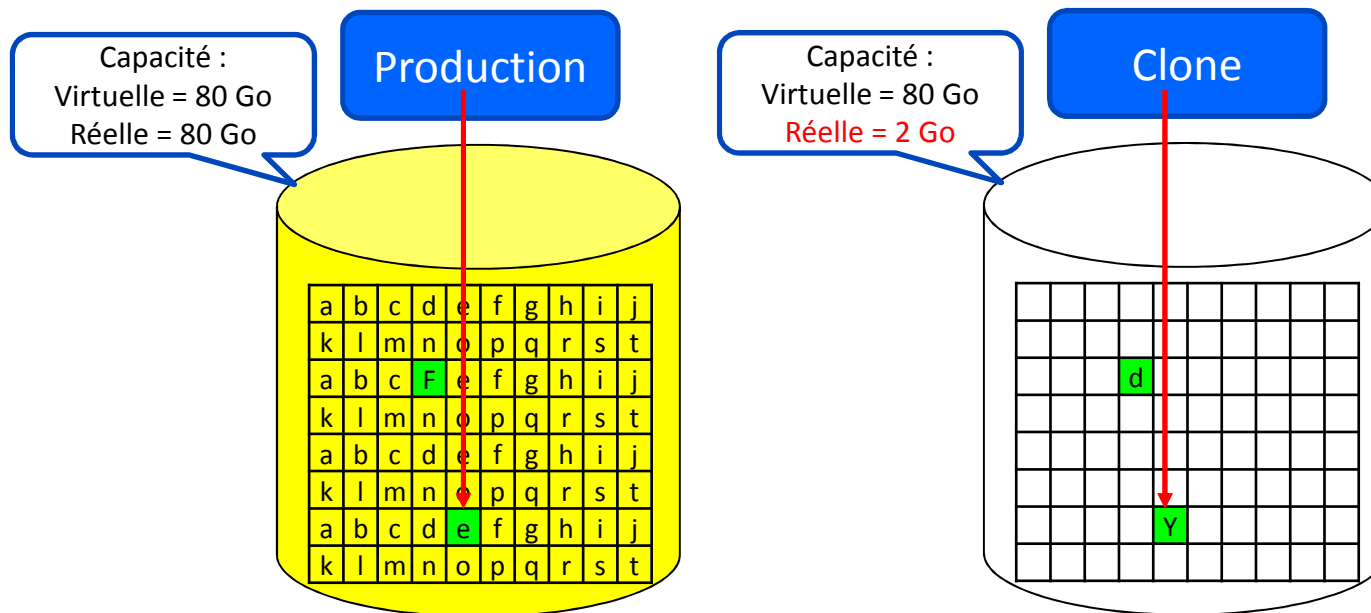 Capacité :
Virtuelle = 80 Go
Réelle = 80 Go
Production
Capacité :
Virtuelle = 80 Go
Réelle = 2 Go
Clone
a b c d e f g h i j
k l m n o p q r s t
a b c F e f g h i j
k l m n o p q r s t
a b c d e f g h i j
k l m n o p q r s t
a b c d e f g h i j
k l m n o p q r s t
d
Y